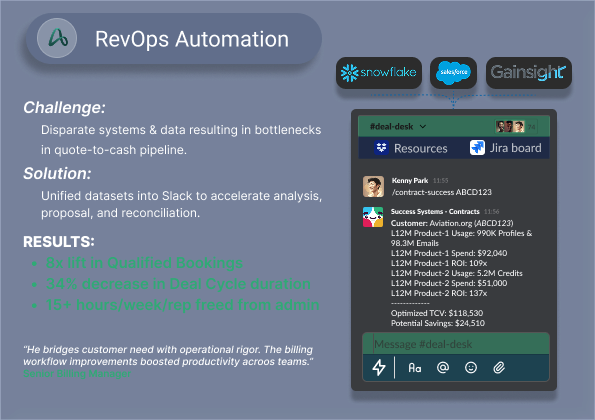 RevOps Automation
snowflake
salesforce
Gainsight
Challenge:
Disparate systems & data resulting in bottlenecks
in quote-to-cash pipeline.
Solution:
Unified datasets into Slack to accelerate analysis,
proposal, and reconciliation.
RESULTS:
lift in Qualified Bookings
34% decrease in Deal Cycle duration
10+ hours/week/rep freed from admin
"He bridges customer need with operational rigor. The billing
workflow improvements boosted productivity acroos teams."
Manager
#deal-desk
Resources
Jira board
Kenny Park 11:55
/contract-success ABCD123
Success Systems - Contracts 11:56
Customer: Aviation.org (ABCD123)
L12M Product-1 Usage: 990K Profiles &
98.3M Emails
L12M Product-1 Spend: $92,040
L12M Product-1 ROI: 109x
L12M Product-2 Usage: 5.2M Credits
L12M Product-2 Spend: $51,000
L12M Product-2 ROI: 137x
-------------
Optimized TCV: $118,530
Potential Savings: $24,510
Message #deal-desk
Aa